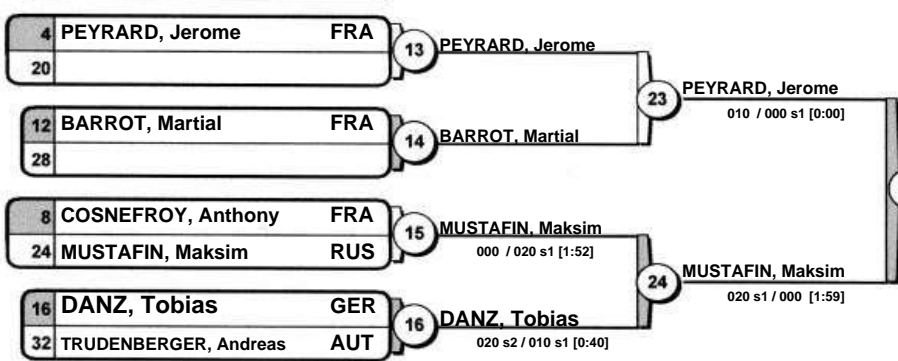 4 PEYRARD, Jerome FRA
20
13 PEYRARD, Jerome
12 BARROT, Martial FRA
28
14 BARROT, Martial
23 PEYRARD, Jerome
010 / 000 s1 [0:00]
8 COSNEFROY, Anthony FRA
24 MUSTAFIN, Maksim RUS
15 MUSTAFIN, Maksim
000 / 020 s1 [1:52]
16 DANZ, Tobias GER
32 TRUDENBERGER, Andreas AUT
16 DANZ, Tobias
020 s2 / 010 s1 [0:40]
24 MUSTAFIN, Maksim
020 s1 / 000 [1:59]